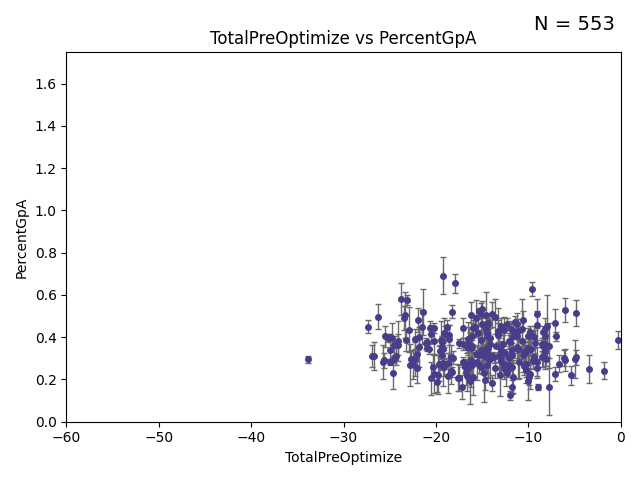 N = 553
TotalPreOptimize vs PercentGpA
1.6
1.4
1.2
1.0
0.8
0.6
0.4
0.2
0.0
PercentGpA
−60 −50 −40 −30 −20 −10 0
TotalPreOptimize